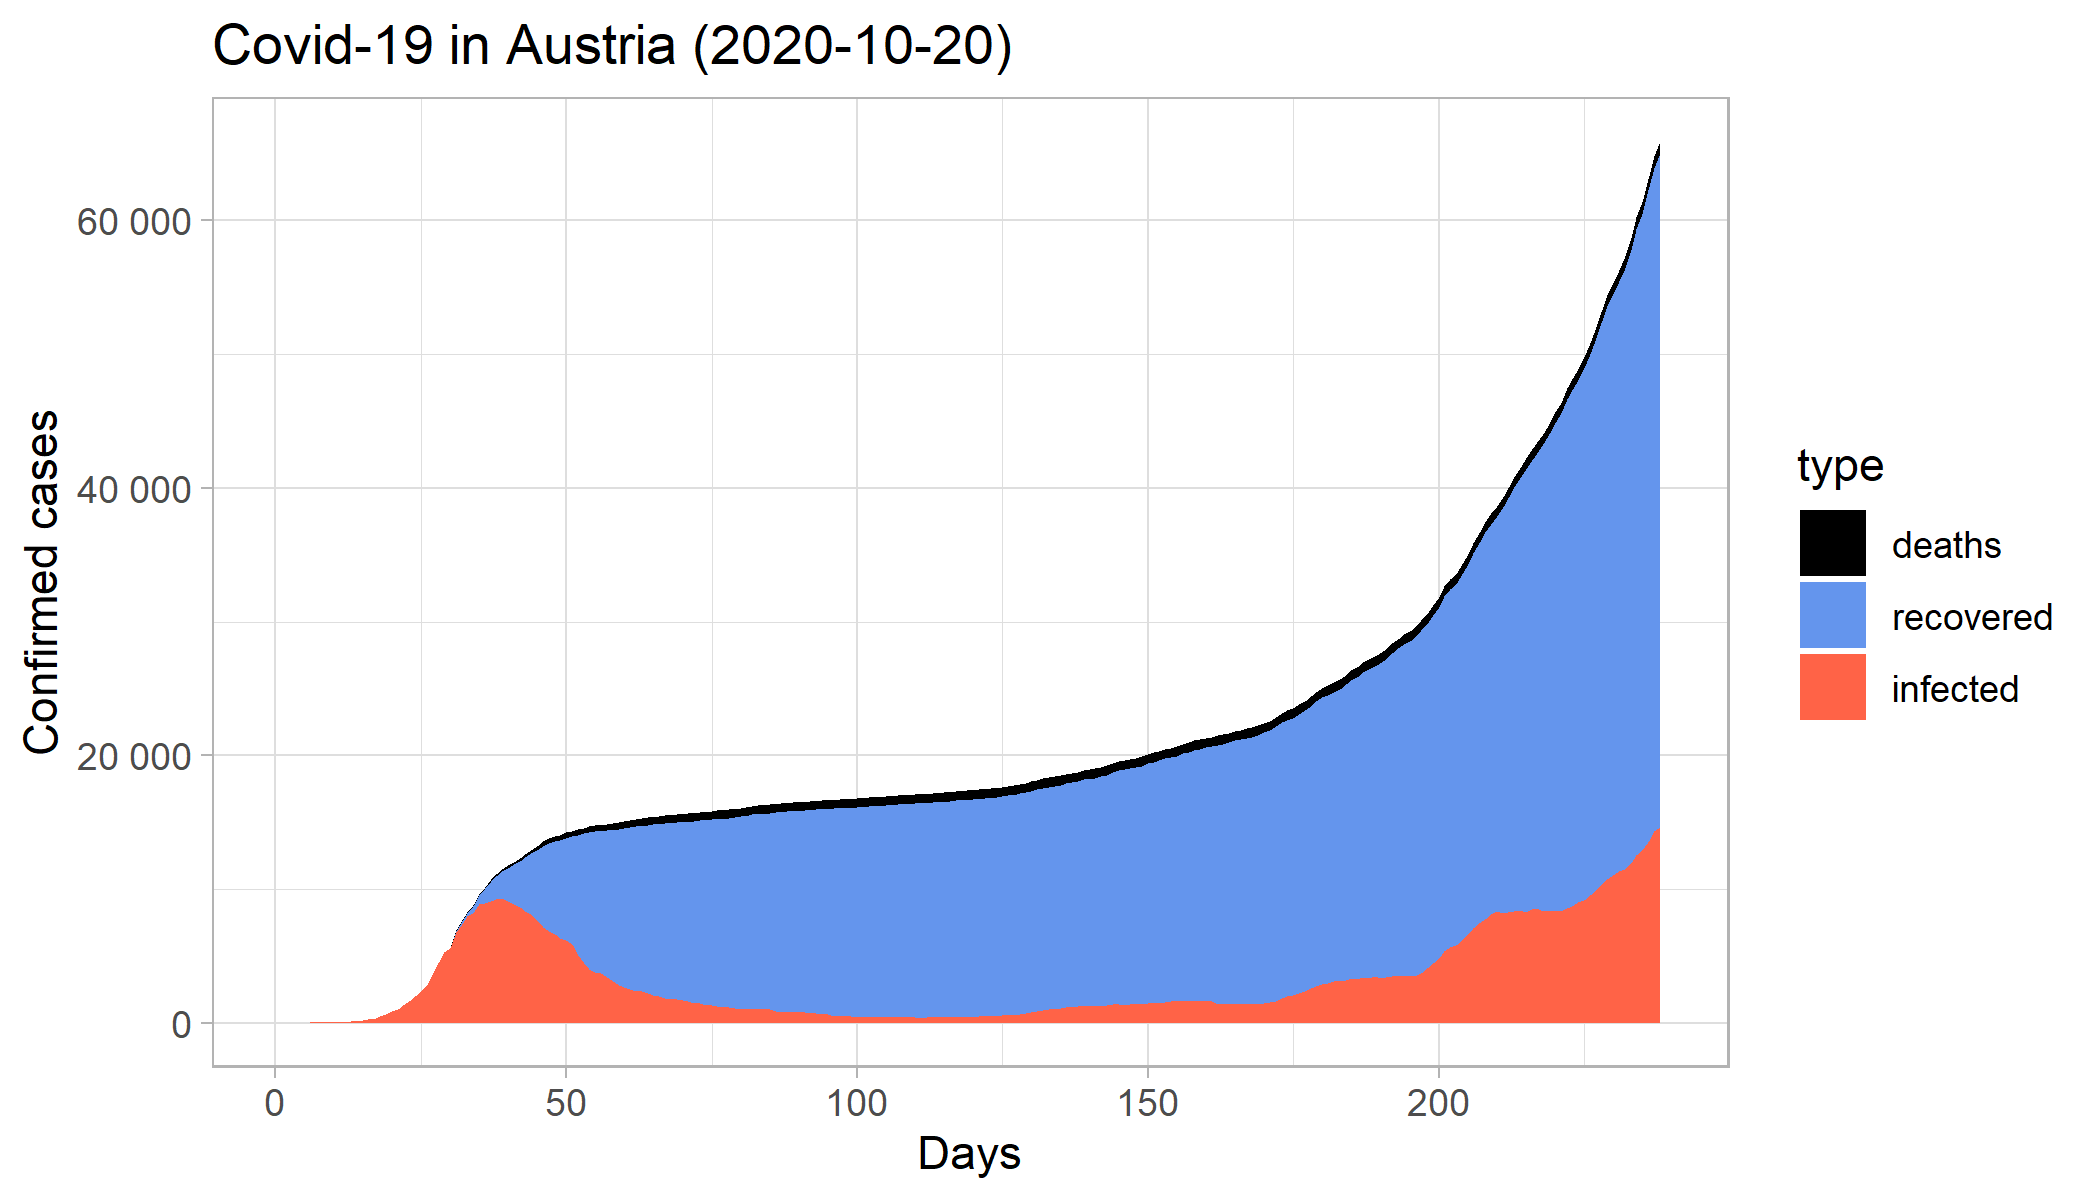 Covid-19 in Austria (2020-10-20)
Confirmed cases
60 000
40 000
20 000
0
0
50
100
150
200
Days
type
deaths
recovered
infected